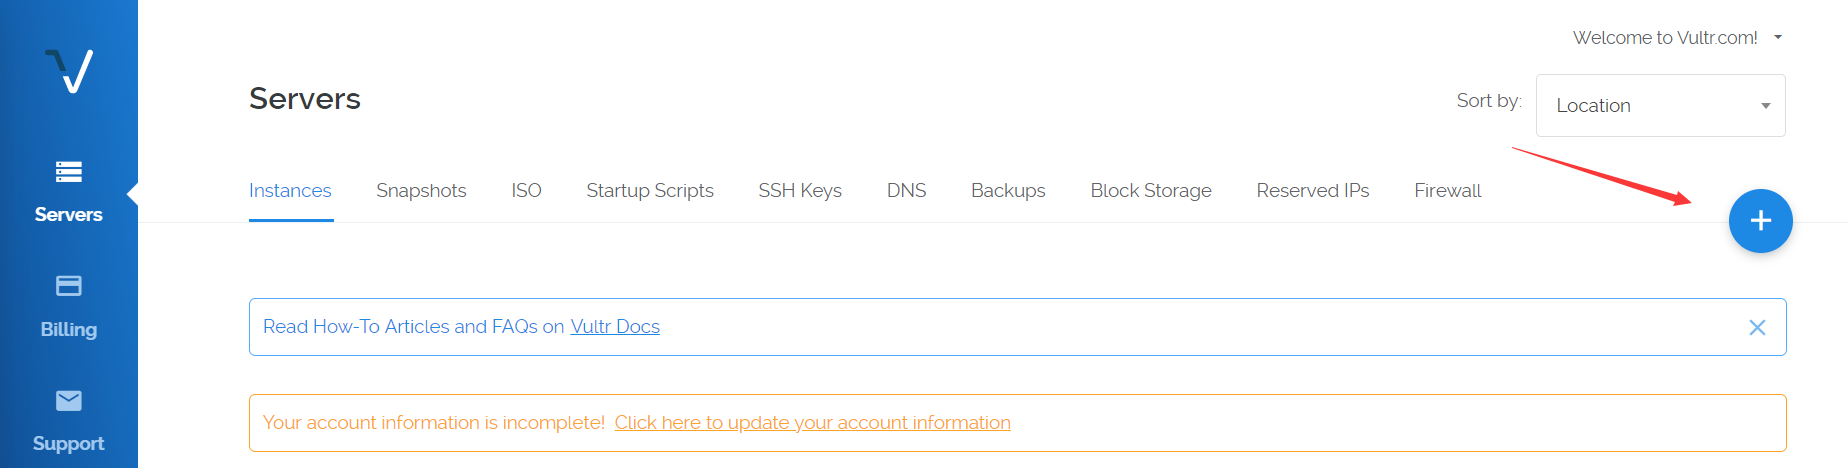 Welcome to Vultr.com!
Servers
Sort by:
Location
Instances Snapshots ISO Startup Scripts SSH Keys DNS Backups Block Storage Reserved IPs Firewall
Servers
Billing
Support
Read How-To Articles and FAQs on Vultr Docs
Your account information is incomplete! Click here to update your account information